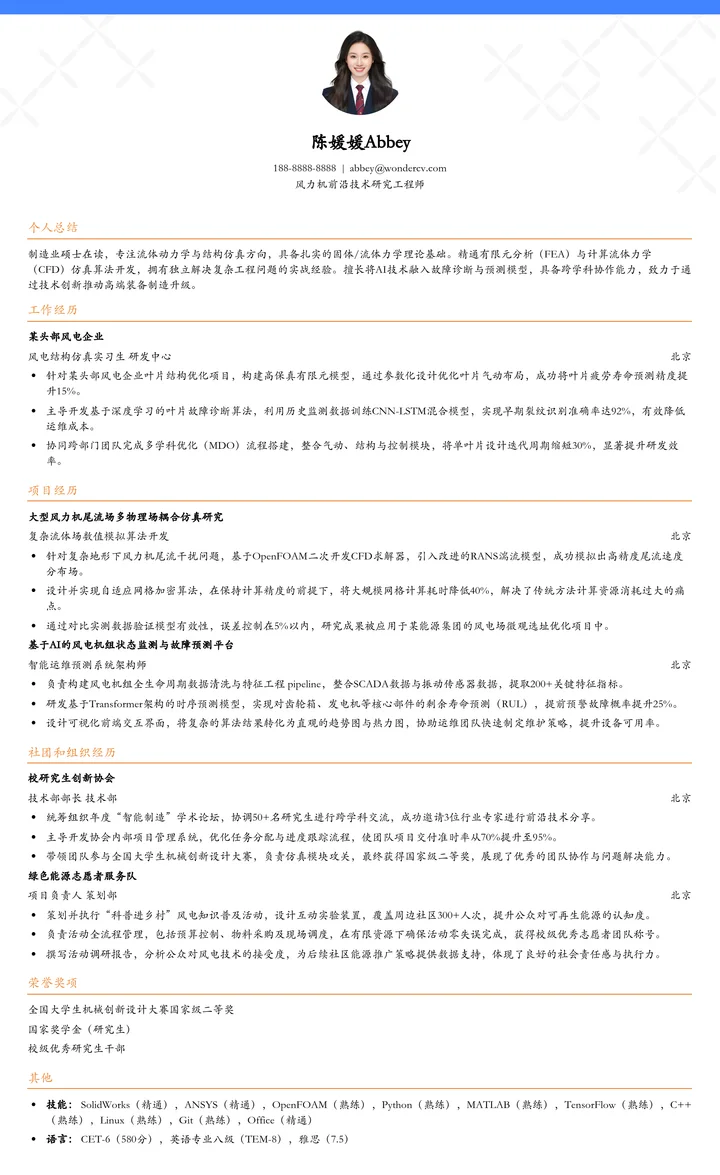 陈媛媛Abbey
188-8888-8888 | abbey@wondercv.com
风力机前沿技术研究工程师
个人总结
制造业硕士在读，专注流体动力学与结构仿真方向，具备扎实的固体/流体力学理论基础。精通有限元分析（FEA）与计算流体力学
（CFD）仿真算法开发，拥有独立解决复杂工程问题的实战经验。擅长将AI技术融入故障诊断与预测模型，具备跨学科协作能力，致力于通
过技术创新推动高端装备制造升级。
工作经历
某头部风电企业
风电结构仿真实习生 研发中心 北京
• 针对某头部风电企业叶片结构优化项目，构建高保真有限元模型，通过参数化设计优化叶片气动布局，成功将叶片疲劳寿命预测精度提
升15%。
• 主导开发基于深度学习的叶片故障诊断算法，利用历史监测数据训练CNN-LSTM混合模型，实现早期裂纹识别准确率达92%，有效降低
运维成本。
• 协同跨部门团队完成多学科优化（MDO）流程搭建，整合气动、结构与控制模块，将单叶片设计迭代周期缩短30%，显著提升研发效
率。
项目经历
大型风力机尾流场多物理场耦合仿真研究
复杂流体场数值模拟算法开发 北京
• 针对复杂地形下风力机尾流干扰问题，基于OpenFOAM二次开发CFD求解器，引入改进的RANS湍流模型，成功模拟出高精度尾流速度
分布场。
• 设计并实现自适应网格加密算法，在保持计算精度的前提下，将大规模网格计算耗时降低40%，解决了传统方法计算资源消耗过大的痛
点。
• 通过对比实测数据验证模型有效性，误差控制在5%以内，研究成果被应用于某能源集团的风电场微观选址优化项目中。
基于AI的风电机组状态监测与故障预测平台
智能运维预测系统架构师 北京
• 负责构建风电机组全生命周期数据清洗与特征工程 pipeline，整合SCADA数据与振动传感器数据，提取200+关键特征指标。
• 研发基于Transformer架构的时序预测模型，实现对齿轮箱、发电机等核心部件的剩余寿命预测（RUL），提前预警故障概率提升25%。
• 设计可视化前端交互界面，将复杂的算法结果转化为直观的趋势图与热力图，协助运维团队快速制定维护策略，提升设备可用率。
社团和组织经历
校研究生创新协会
技术部部长 技术部 北京
• 统筹组织年度“智能制造”学术论坛，协调50+名研究生进行跨学科交流，成功邀请3位行业专家进行前沿技术分享。
• 主导开发协会内部项目管理系统，优化任务分配与进度跟踪流程，使团队项目交付准时率从70%提升至95%。
• 带领团队参与全国大学生机械创新设计大赛，负责仿真模块攻关，最终获得国家级二等奖，展现了优秀的团队协作与问题解决能力。
绿色能源志愿者服务队
项目负责人 策划部 北京
• 策划并执行“科普进乡村”风电知识普及活动，设计互动实验装置，覆盖周边社区300+人次，提升公众对可再生能源的认知度。
• 负责活动全流程管理，包括预算控制、物料采购及现场调度，在有限资源下确保活动零失误完成，获得校级优秀志愿者团队称号。
• 撰写活动调研报告，分析公众对风电技术的接受度，为后续社区能源推广策略提供数据支持，体现了良好的社会责任感与执行力。
荣誉奖项
全国大学生机械创新设计大赛国家级二等奖
国家奖学金（研究生）
校级优秀研究生干部
其他
• 技能： SolidWorks（精通）, ANSYS（精通）, OpenFOAM（熟练）, Python（熟练）, MATLAB（熟练）, TensorFlow（熟练）, C++
（熟练）, Linux（熟练）, Git（熟练）, Office（精通）
• 语言： CET-6（580分）, 英语专业八级（TEM-8）, 雅思（7.5）